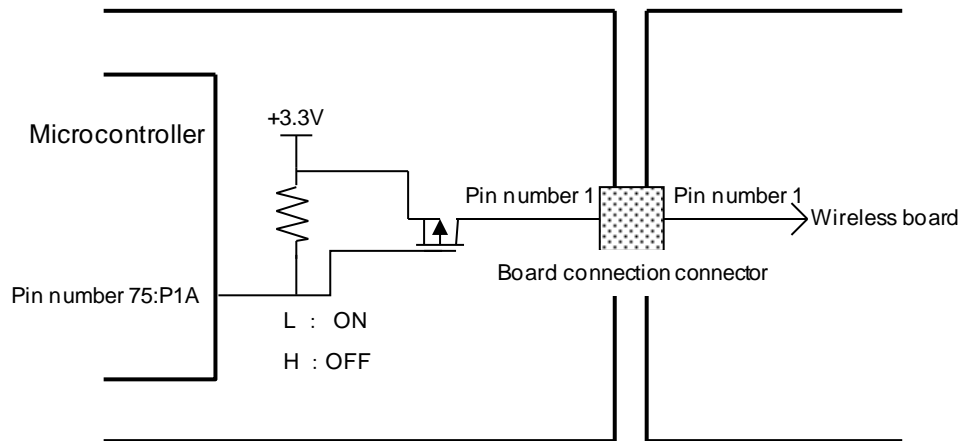 +3.3V
Microcontroller
Pin number 1
Pin number 1
Wireless board
Board connection connector
Pin number 75:P1A
L : ON
H : OFF